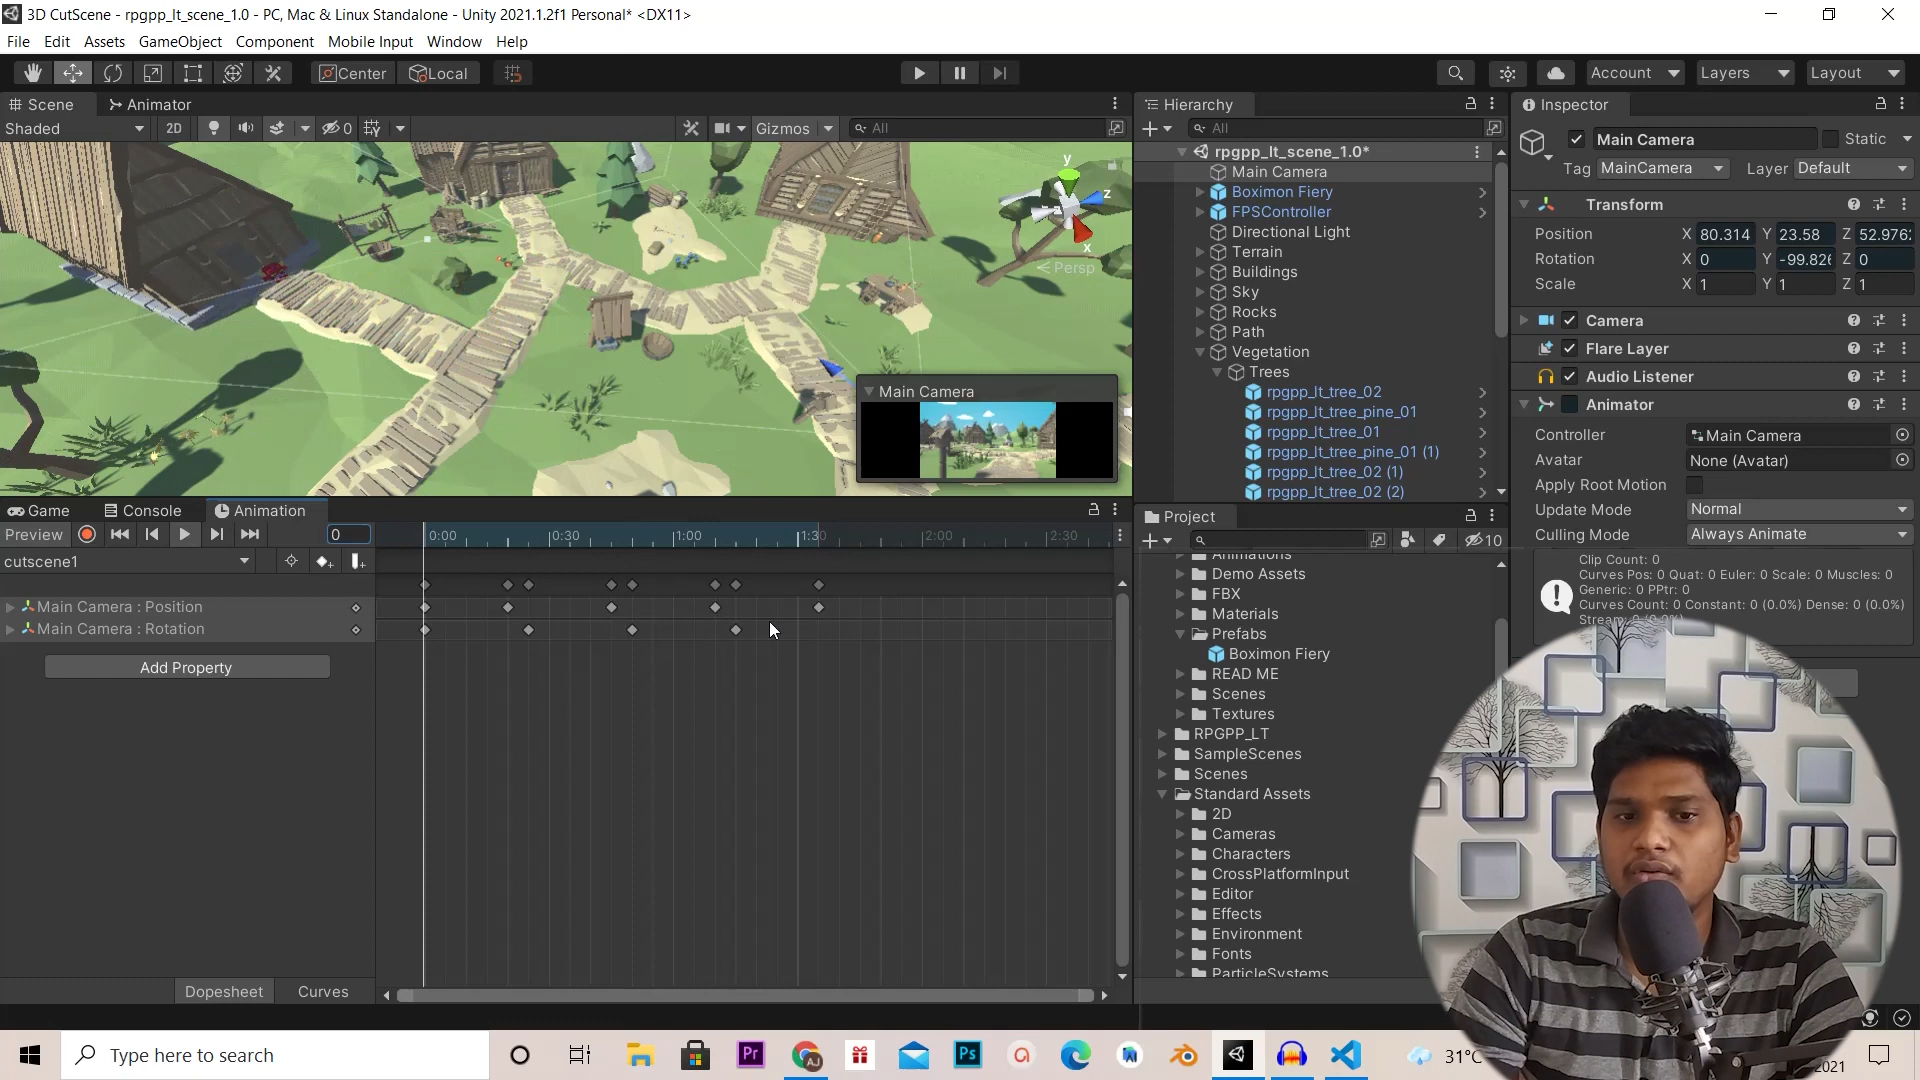 3D CutScene - rpgpp_lt_scene_1.0 - PC, Mac & Linux Standalone - Unity 2021.1.2f1 Personal* <DX11>
File Edit Assets GameObject Component Mobile Input Window Help
Center Local Account Layers Layout
Scene Animator
Shaded 2D 0 Gizmos All
y
z
x
Persp
Main Camera
Hierarchy
All
rpgpp_lt_scene_1.0*
Main Camera
Boximon Fiery
FPSController
Directional Light
Terrain
Buildings
Sky
Rocks
Path
Vegetation
Trees
rpgpp_lt_tree_02
rpgpp_lt_tree_pine_01
rpgpp_lt_tree_01
rpgpp_lt_tree_pine_01 (1)
rpgpp_lt_tree_02 (1)
rpgpp_lt_tree_02 (2)
Inspector
Main Camera Static
Tag MainCamera Layer Default
Transform
Position X 80.314 Y 23.58 Z 52.976
Rotation X 0 Y -99.826 Z 0
Scale X 1 Y 1 Z 1
Camera
Flare Layer
Audio Listener
Animator
Controller Main Camera
Avatar None (Avatar)
Apply Root Motion
Update Mode Normal
Culling Mode Always Animate
Clip Count: 0
Curves Pos: 0 Quat: 0 Euler: 0 Scale: 0 Muscles: 0
Generic: 0 PPtr: 0
Curves Count: 0 Constant: 0 (0.0%) Dense: 0 (0.0%)
Stream: 0 (0.0%)
Game Console Animation
Preview 0 0:00 0:30 1:00 1:30 2:00 2:30
cutscene1
Main Camera : Position
Main Camera : Rotation
Add Property
Dopesheet Curves
Project
10
Animations
Demo Assets
FBX
Materials
Prefabs
Boximon Fiery
READ ME
Scenes
Textures
RPGPP_LT
SampleScenes
Scenes
Standard Assets
2D
Cameras
Characters
CrossPlatformInput
Editor
Effects
Environment
Fonts
ParticleSystems
Type here to search
Pr
AJ
Ps
31°C
2021